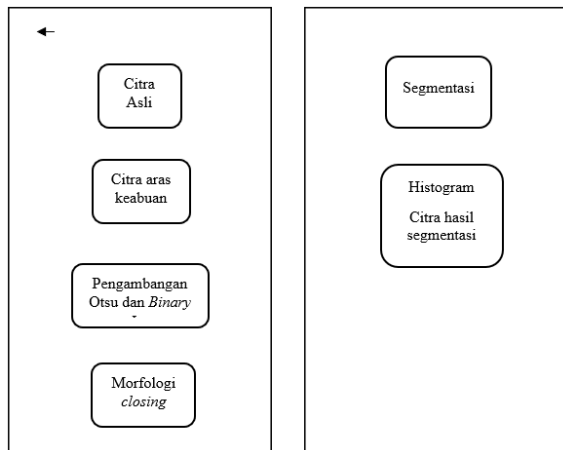 Citra
Asli
Citra aras
keabuan
Pengambangan
Otsu dan Binary
Morfologi
closing
Segmentasi
Histogram
Citra hasil
segmentasi